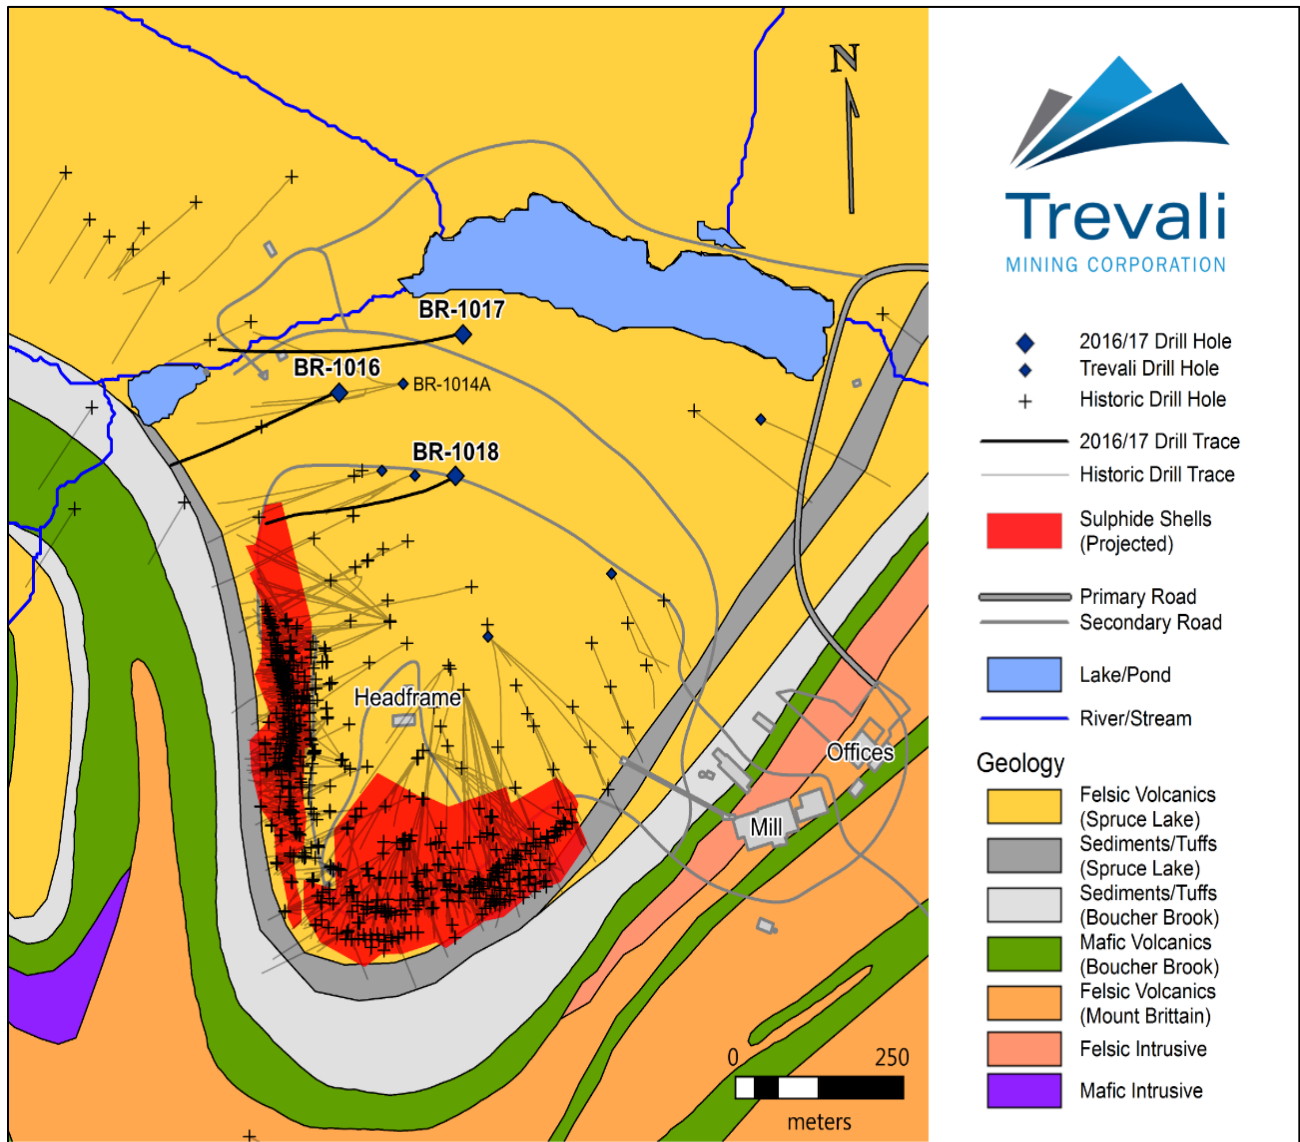 N
BR-1017
BR-1016
BR-1014A
BR-1018
Headframe
Offices
Mill
0 250
meters
Trevali
MINING CORPORATION
2016/17 Drill Hole
Trevali Drill Hole
Historic Drill Hole
2016/17 Drill Trace
Historic Drill Trace
Sulphide Shells
(Projected)
Primary Road
Secondary Road
Lake/Pond
River/Stream
Geology
Felsic Volcanics
(Spruce Lake)
Sediments/Tuffs
(Spruce Lake)
Sediments/Tuffs
(Boucher Brook)
Mafic Volcanics
(Boucher Brook)
Felsic Volcanics
(Mount Brittain)
Felsic Intrusive
Mafic Intrusive